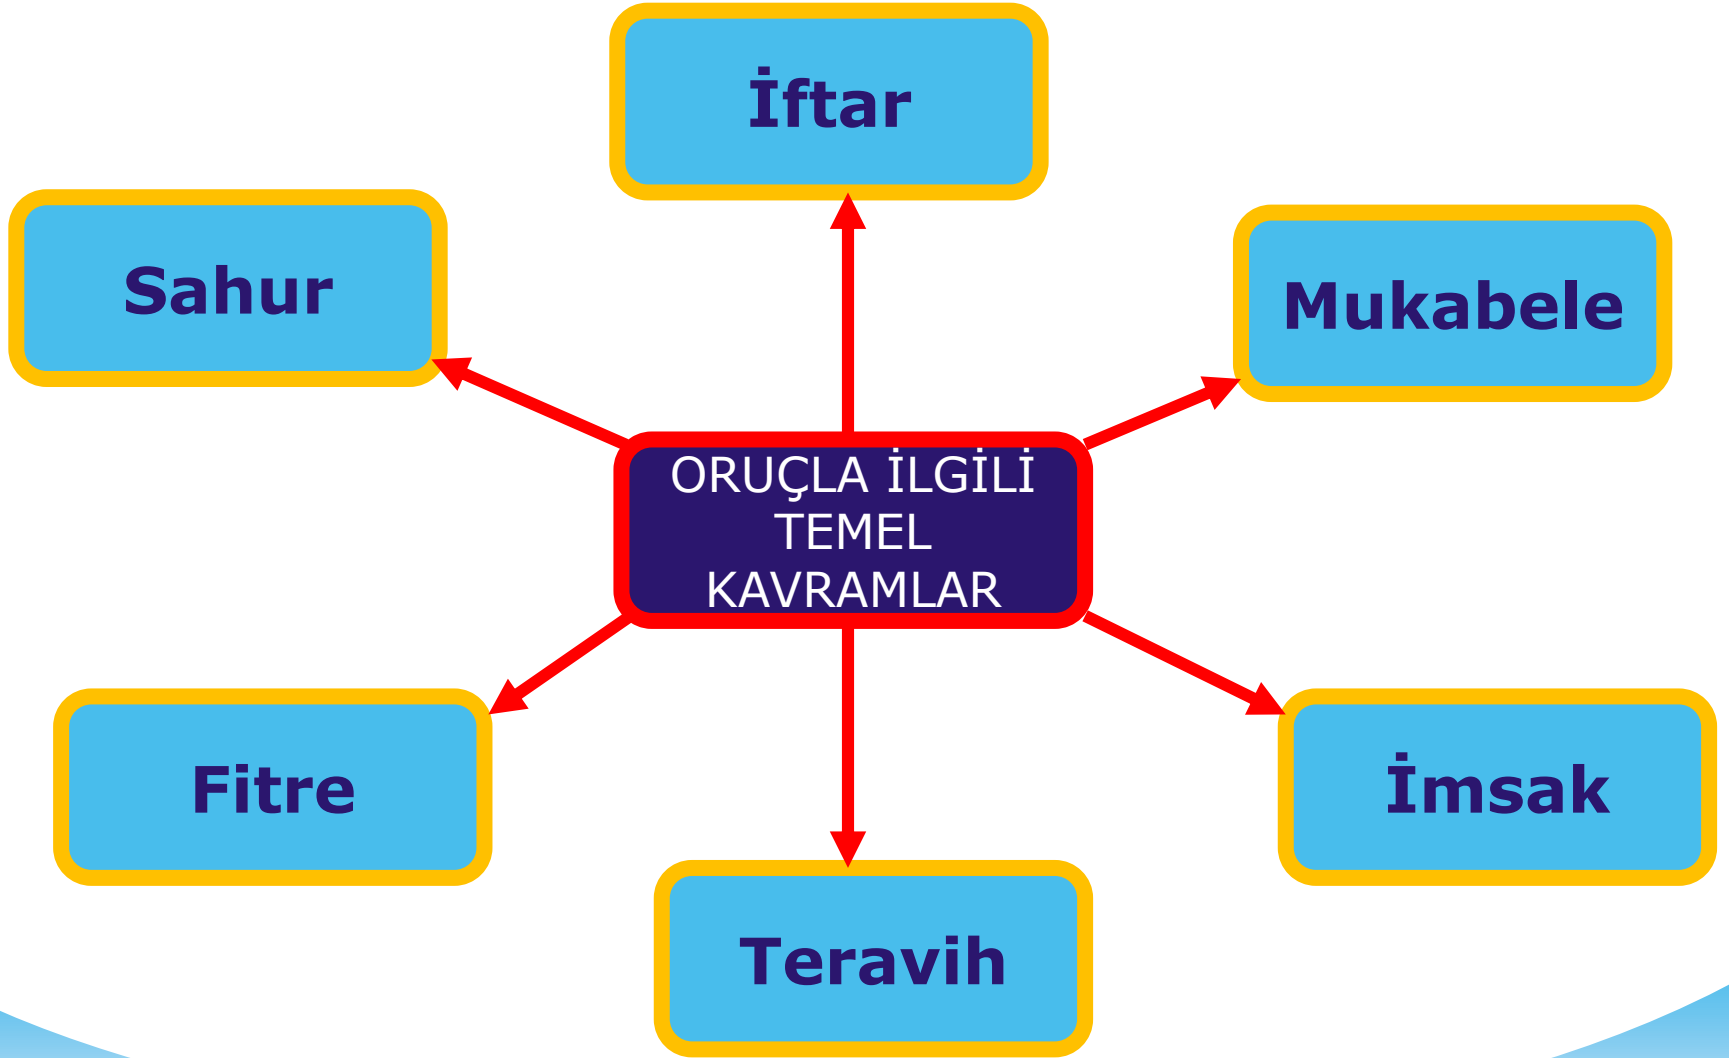 İftar
Sahur
Mukabele
ORUÇLA İLGİLİ
TEMEL
KAVRAMLAR
Fitre
İmsak
Teravih